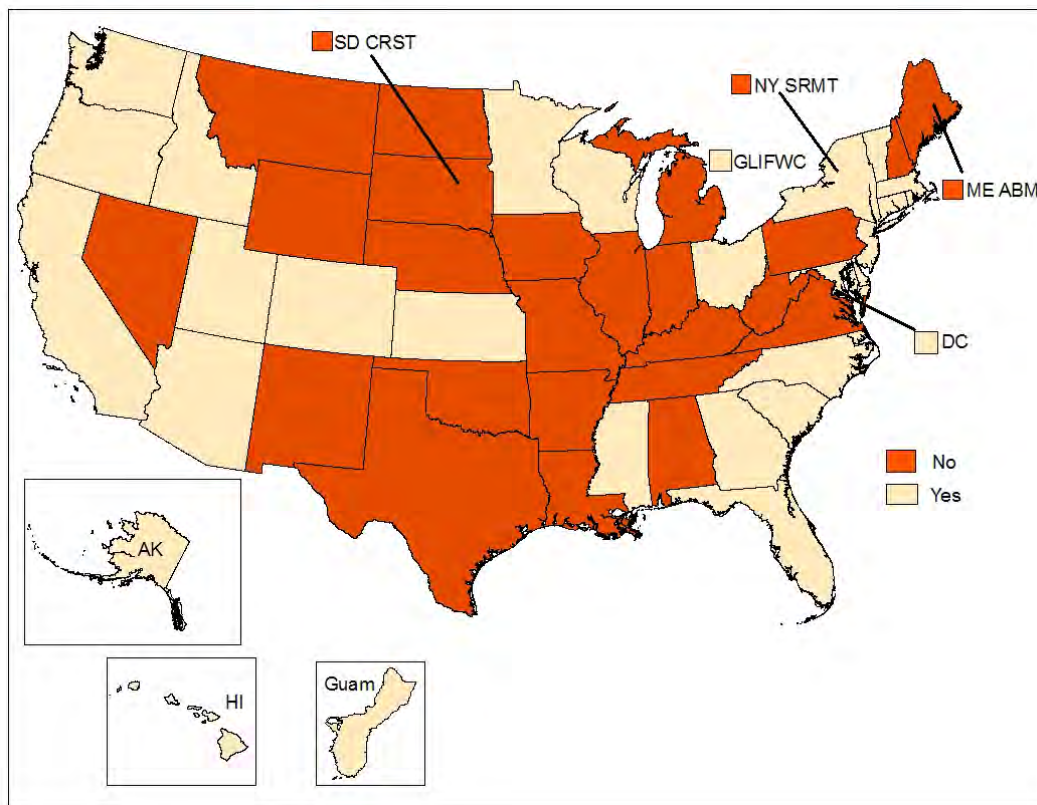 SD CRST
NY SRMT
GLIFWC
ME ABM
DC
No
Yes
AK
HI
Guam